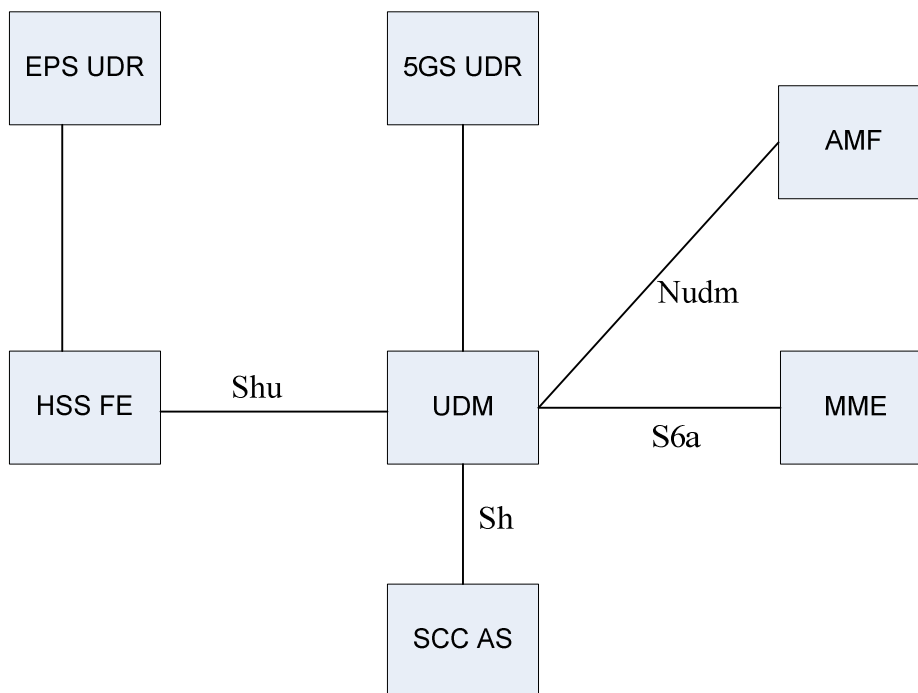 EPS UDR
5GS UDR
AMF
Nudm
HSS FE
Shu
UDM
S6a
MME
Sh
SCC AS